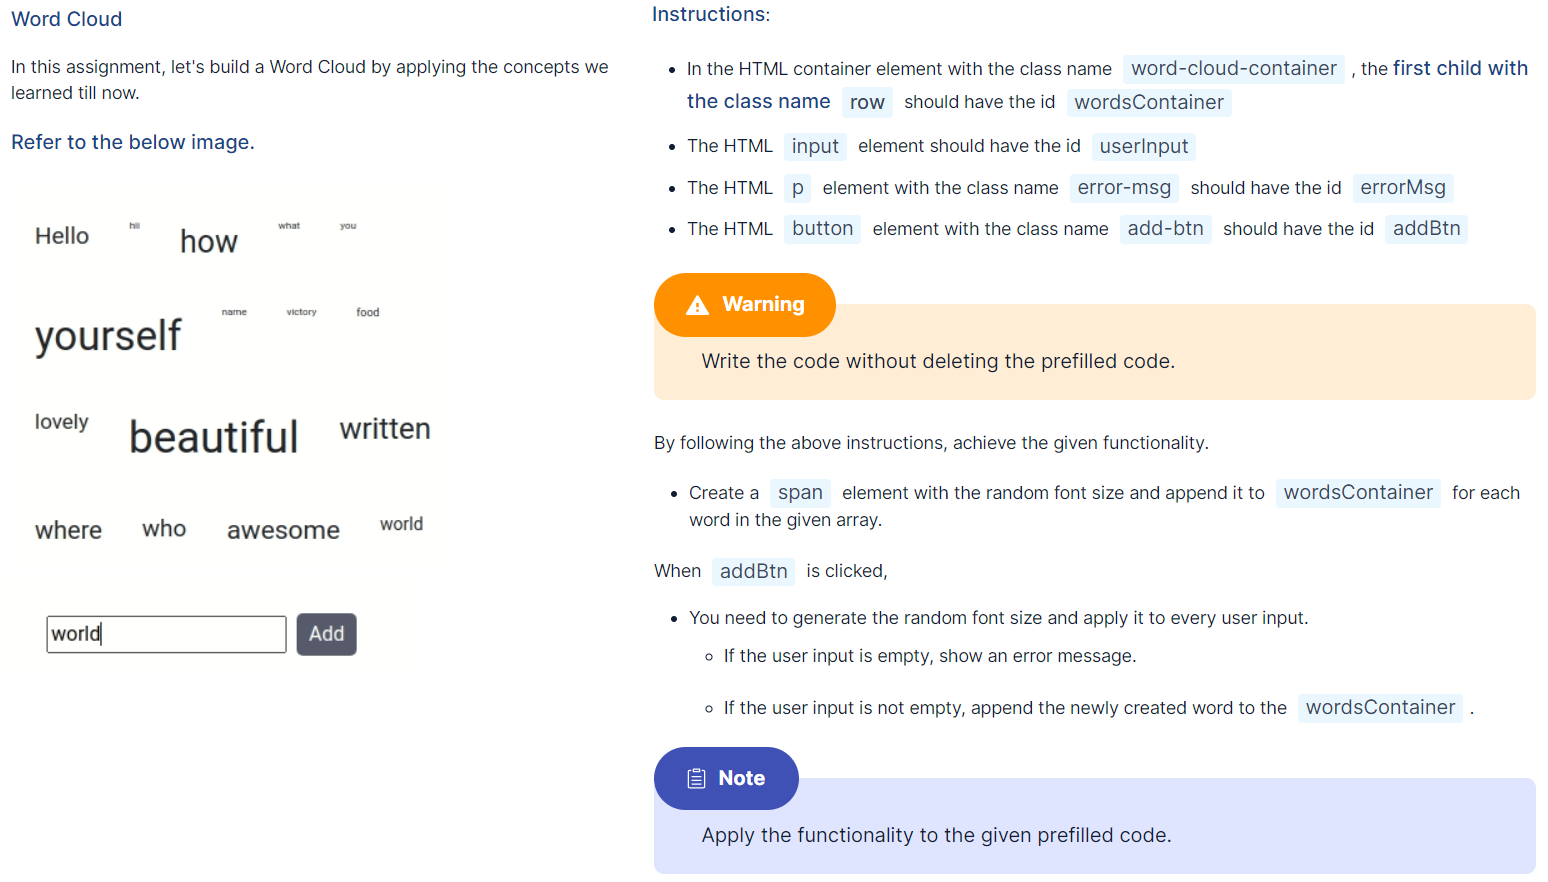 Word Cloud
In this assignment, let's build a Word Cloud by applying the concepts we
learned till now.
Refer to the below image.
Hello hii how what you
yourself name victory food
lovely beautiful written
where who awesome world
world Add
Instructions:
In the HTML container element with the class name word-cloud-container , the first child with
the class name row should have the id wordsContainer
The HTML input element should have the id userInput
The HTML p element with the class name error-msg should have the id errorMsg
The HTML button element with the class name add-btn should have the id addBtn
Warning
Write the code without deleting the prefilled code.
By following the above instructions, achieve the given functionality.
Create a span element with the random font size and append it to wordsContainer for each
word in the given array.
When addBtn is clicked,
You need to generate the random font size and apply it to every user input.
If the user input is empty, show an error message.
If the user input is not empty, append the newly created word to the wordsContainer .
Note
Apply the functionality to the given prefilled code.